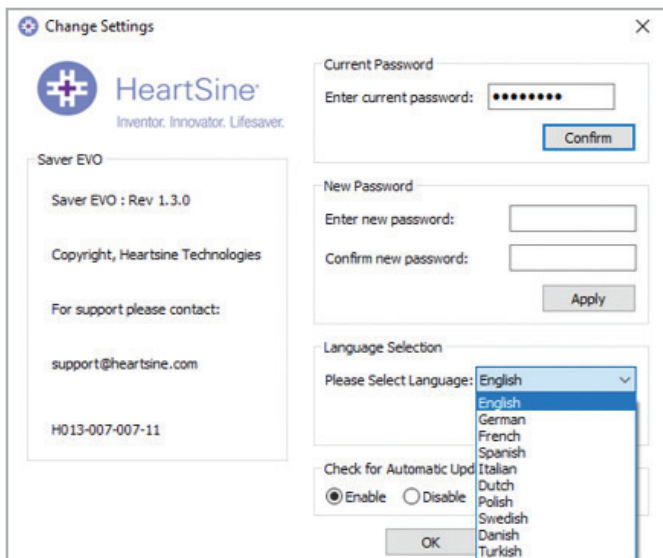 Change Settings
HeartSine®
Inventor. Innovator. Lifesaver.
Saver EVO
Saver EVO : Rev 1.3.0
Copyright, Heartsine Technologies
For support please contact:
support@heartsine.com
H013-007-007-11
Current Password
Enter current password: ••••••••
Confirm
New Password
Enter new password:
Confirm new password:
Apply
Language Selection
Please Select Language: English
English
German
French
Spanish
Italian
Dutch
Polish
Swedish
Danish
Turkish
Check for Automatic Upd
Enable Disable
OK